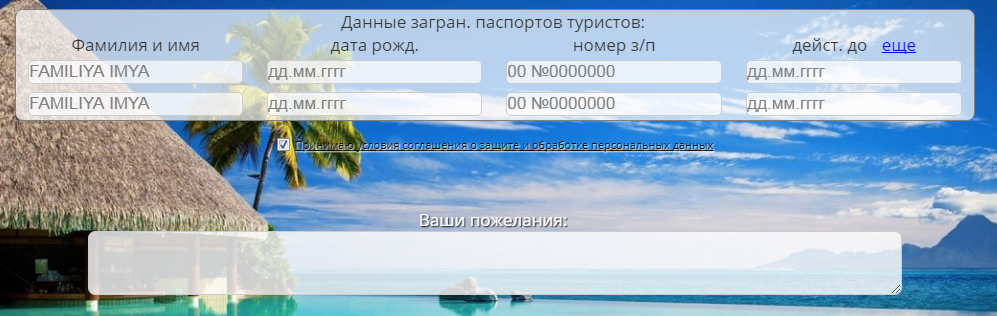 Данные загран. паспортов туристов:
Фамилия и имя дата рожд. номер з/п дейст. до еще
FAMILIYA IMYA дд.мм.гггг 00 №0000000 дд.мм.гггг
FAMILIYA IMYA дд.мм.гггг 00 №0000000 дд.мм.гггг
Принимаю условия соглашения о защите и обработке персональных данных
Ваши пожелания: